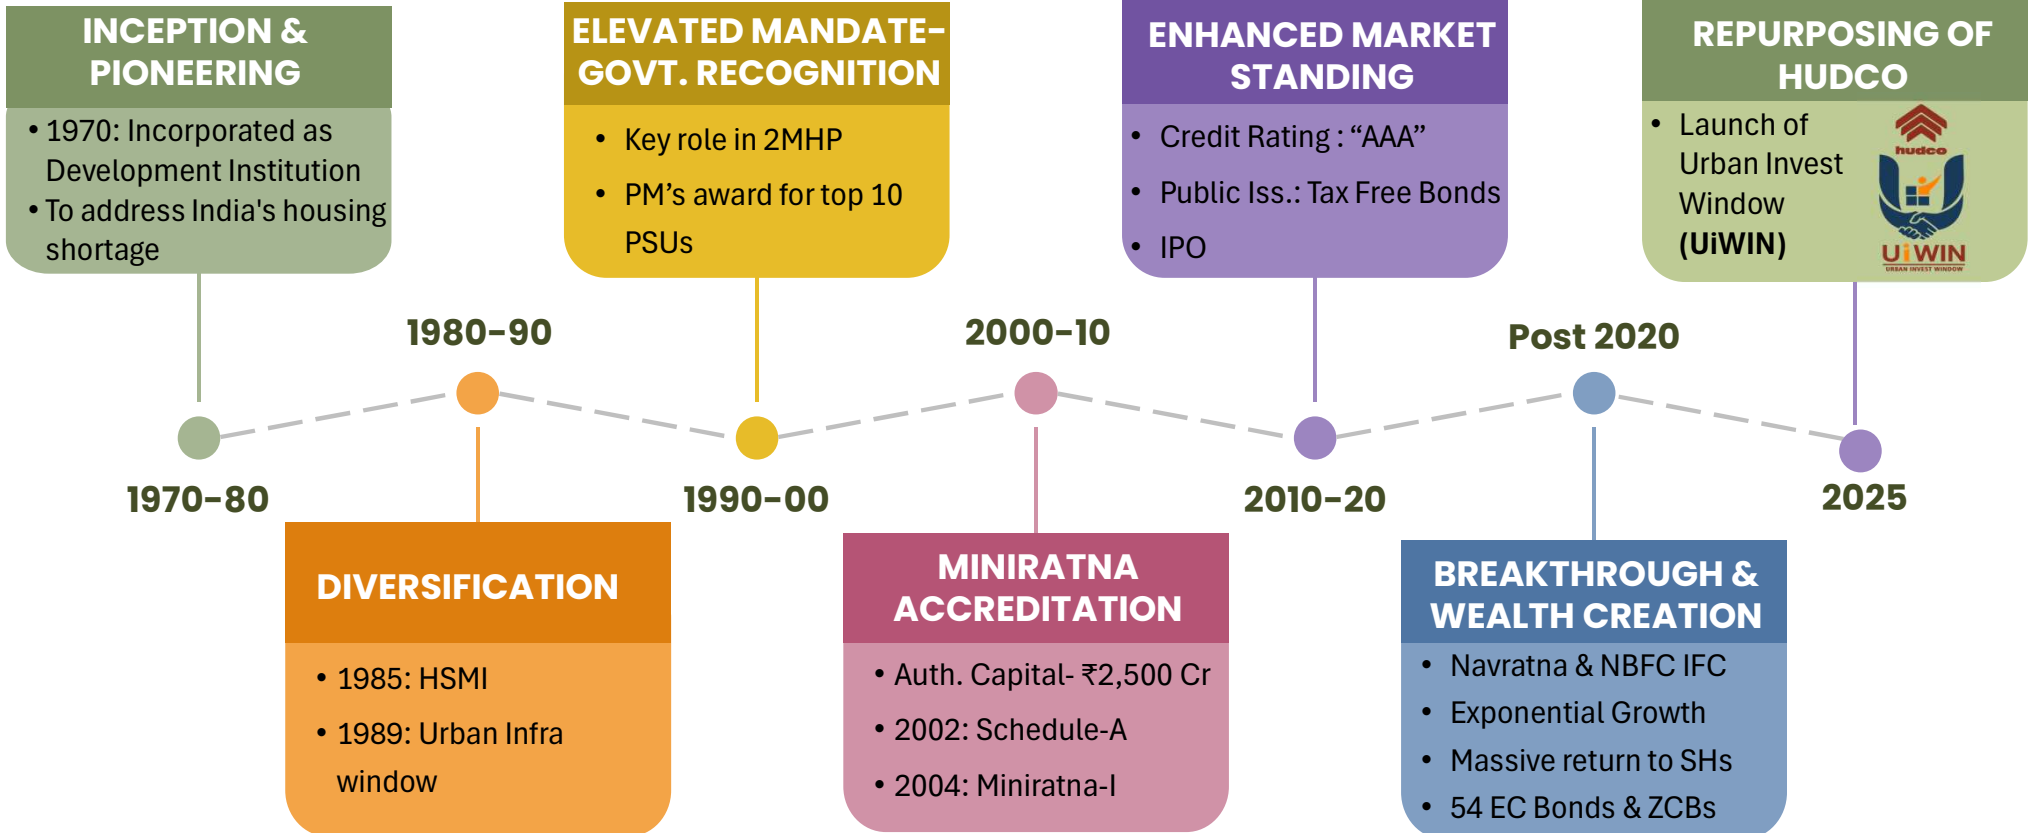 INCEPTION &
PIONEERING
• 1970: Incorporated as
Development Institution
• To address India's housing
shortage
ELEVATED MANDATE-
GOVT. RECOGNITION
• Key role in 2MHP
• PM's award for top 10
PSUs
ENHANCED MARKET
STANDING
• Credit Rating : “AAA”
• Public Iss.: Tax Free Bonds
• IPO
REPURPOSING OF
HUDCO
• Launch of
Urban Invest
Window
(UiWIN)
hudco
UiWIN
URBAN INVEST WINDOW
1980-90
2000-10
Post 2020
1970-80
1990-00
2010-20
2025
DIVERSIFICATION
• 1985: HSMI
• 1989: Urban Infra
window
MINIRATNA
ACCREDITATION
• Auth. Capital- ₹2,500 Cr
• 2002: Schedule-A
• 2004: Miniratna-I
BREAKTHROUGH &
WEALTH CREATION
• Navratna & NBFC IFC
• Exponential Growth
• Massive return to SHs
• 54 EC Bonds & ZCBs